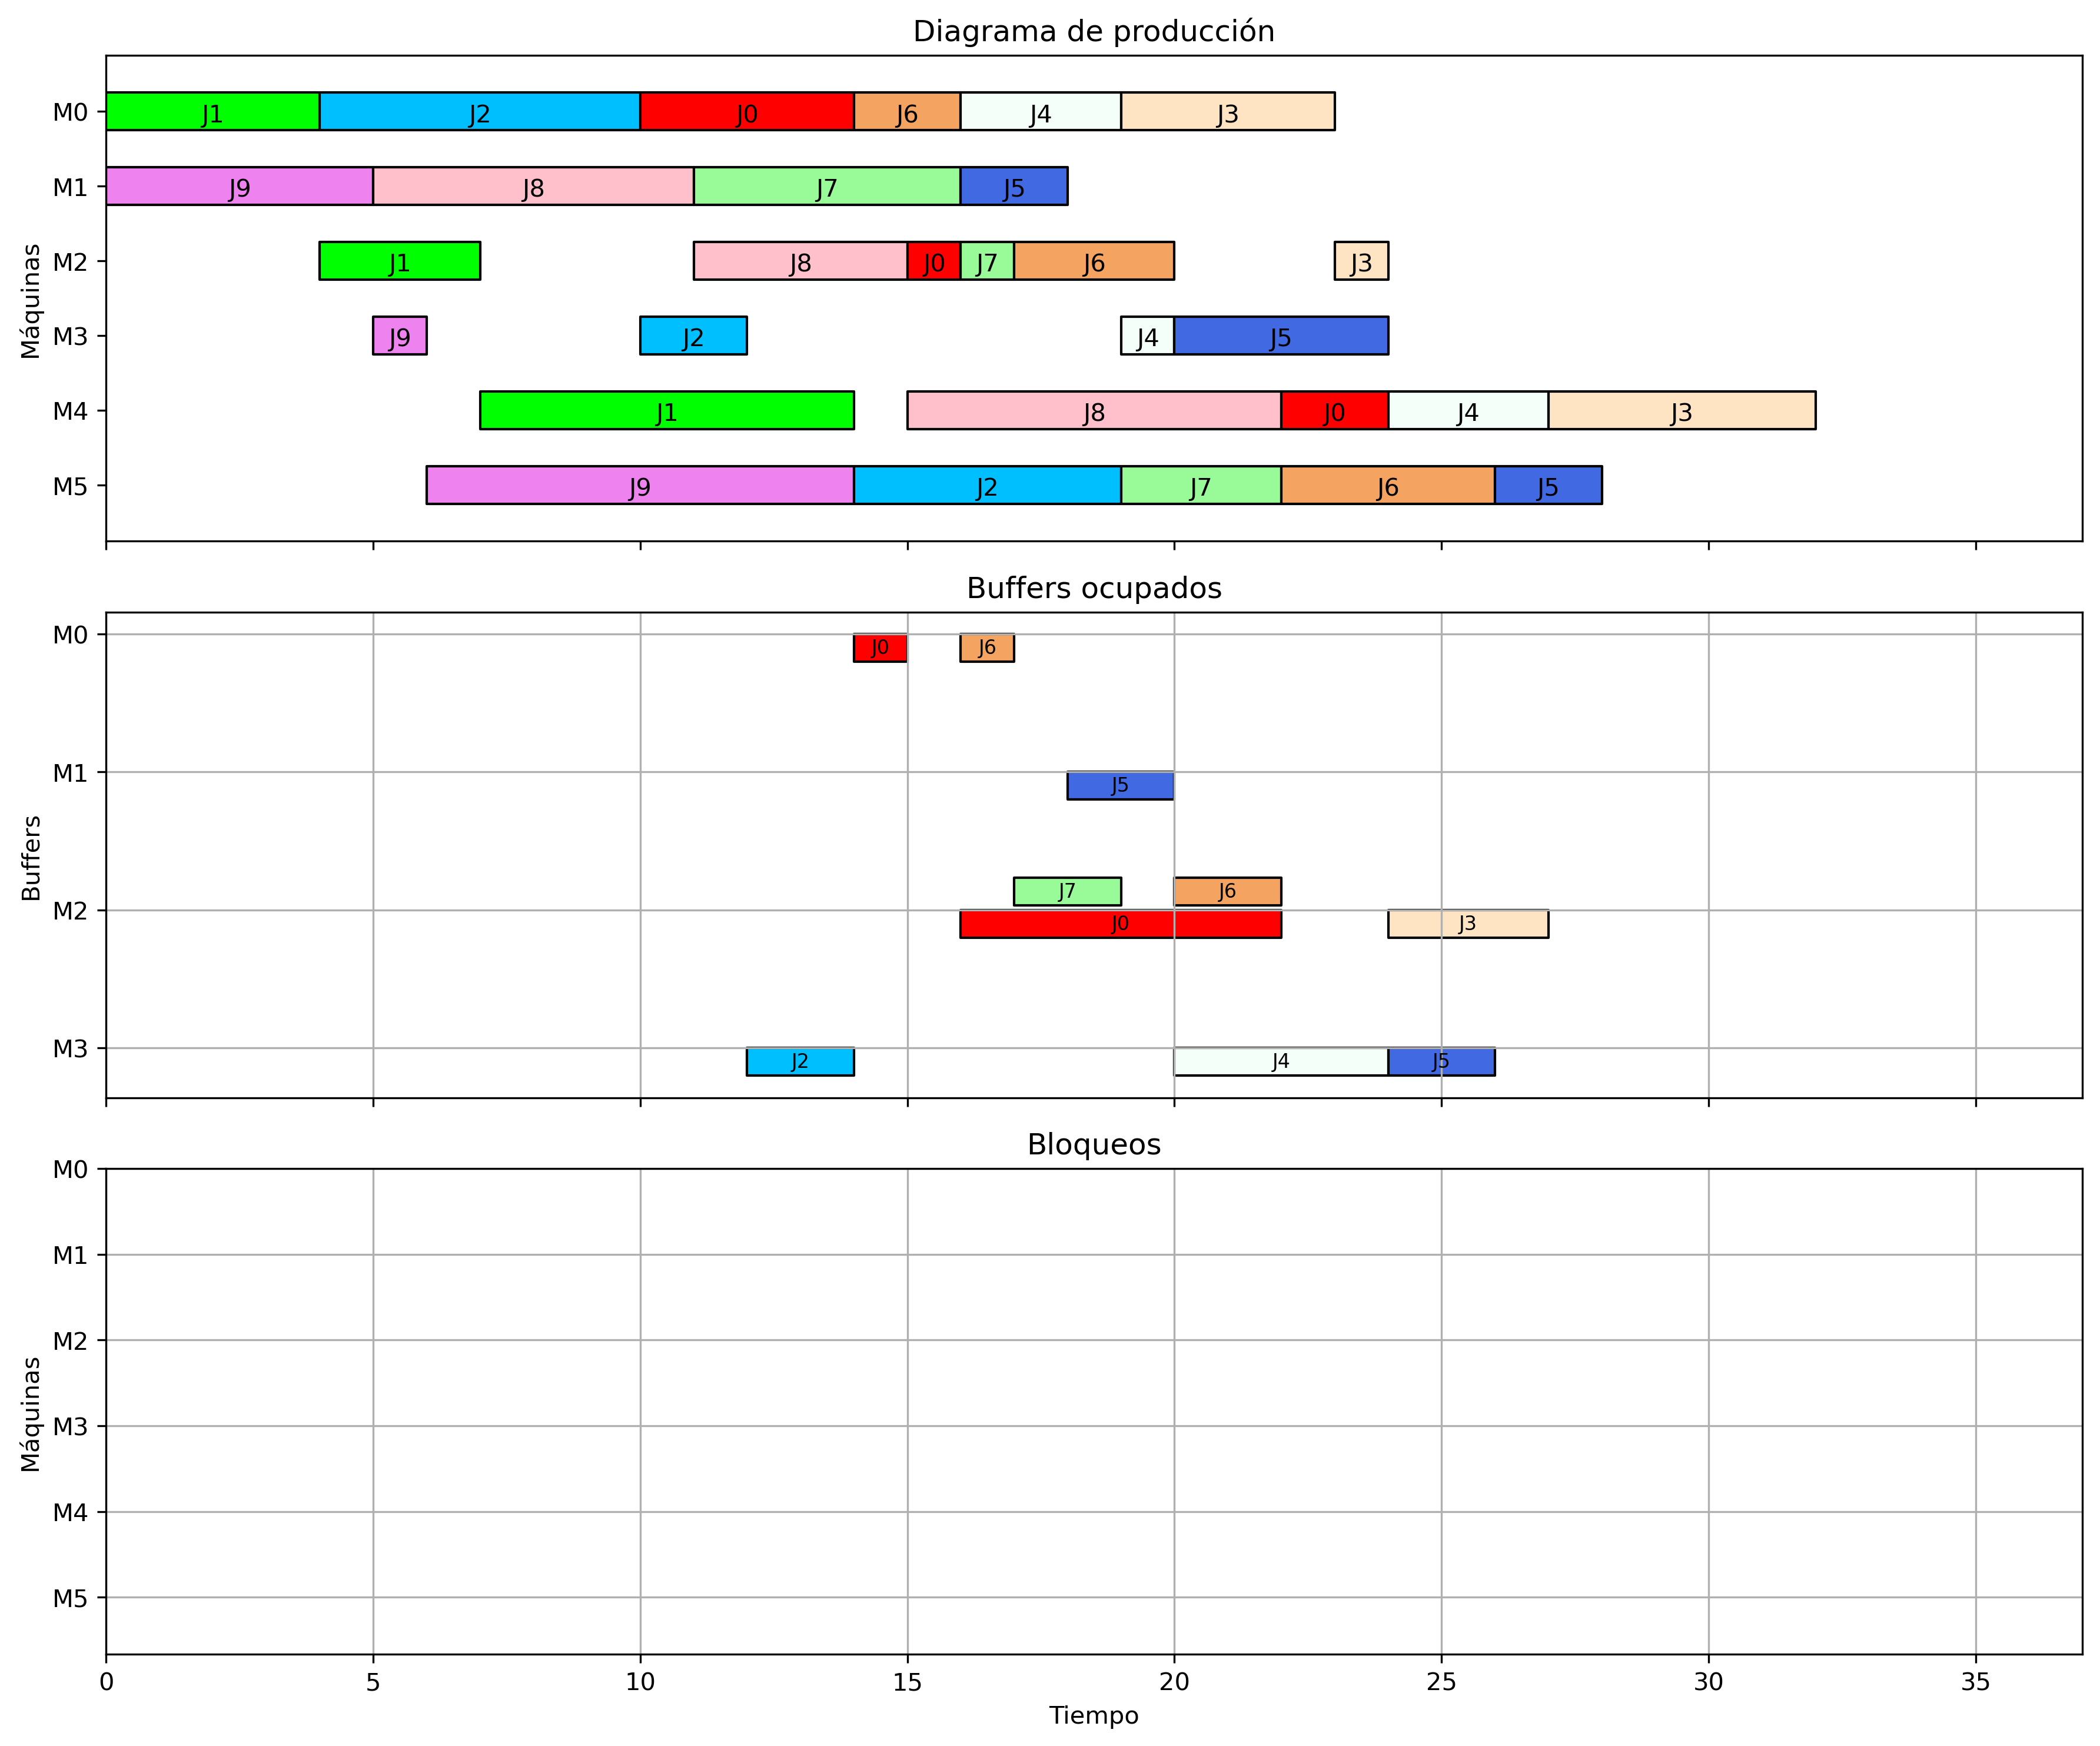 Diagrama de producción
Máquinas
M0 J1 J2 J0 J6 J4 J3
M1 J9 J8 J7 J5
M2 J1 J8 J0 J7 J6 J3
M3 J9 J2 J4 J5
M4 J1 J8 J0 J4 J3
M5 J9 J2 J7 J6 J5
Buffers ocupados
Buffers
M0 J0 J6
M1 J5
J7 J6
M2 J0 J3
M3 J2 J4 J5
Bloqueos
Máquinas
M0
M1
M2
M3
M4
M5
0 5 10 15 20 25 30 35
Tiempo